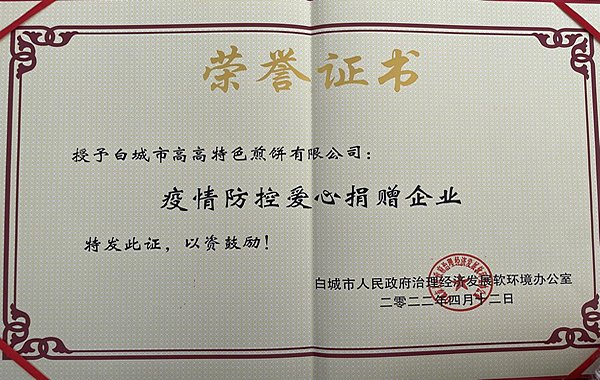 荣誉证书
授予白城市高高特色煎饼有限公司：
疫情防控爱心捐赠企业
特发此证，以资鼓励！
白城市人民政府治理经济发展软环境办公室
二零二二年四月十二日